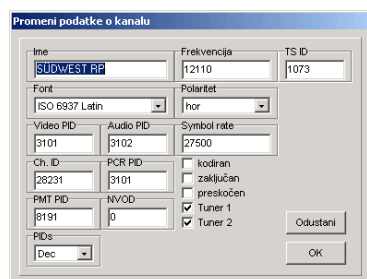 Promeni podatke o kanalu
Ime Frekvencija TS ID
SÜDWEST RP 12110 1073
Font Polaritet
ISO 6937 Latin hor
Video PID Audio PID Symbol rate
3101 3102 27500
Ch. ID PCR PID kodiran
28231 3101 zaključan
PMT PID NVOD preskočen
8191 0 Tuner 1
Tuner 2 Odustani
PIDs
Dec OK